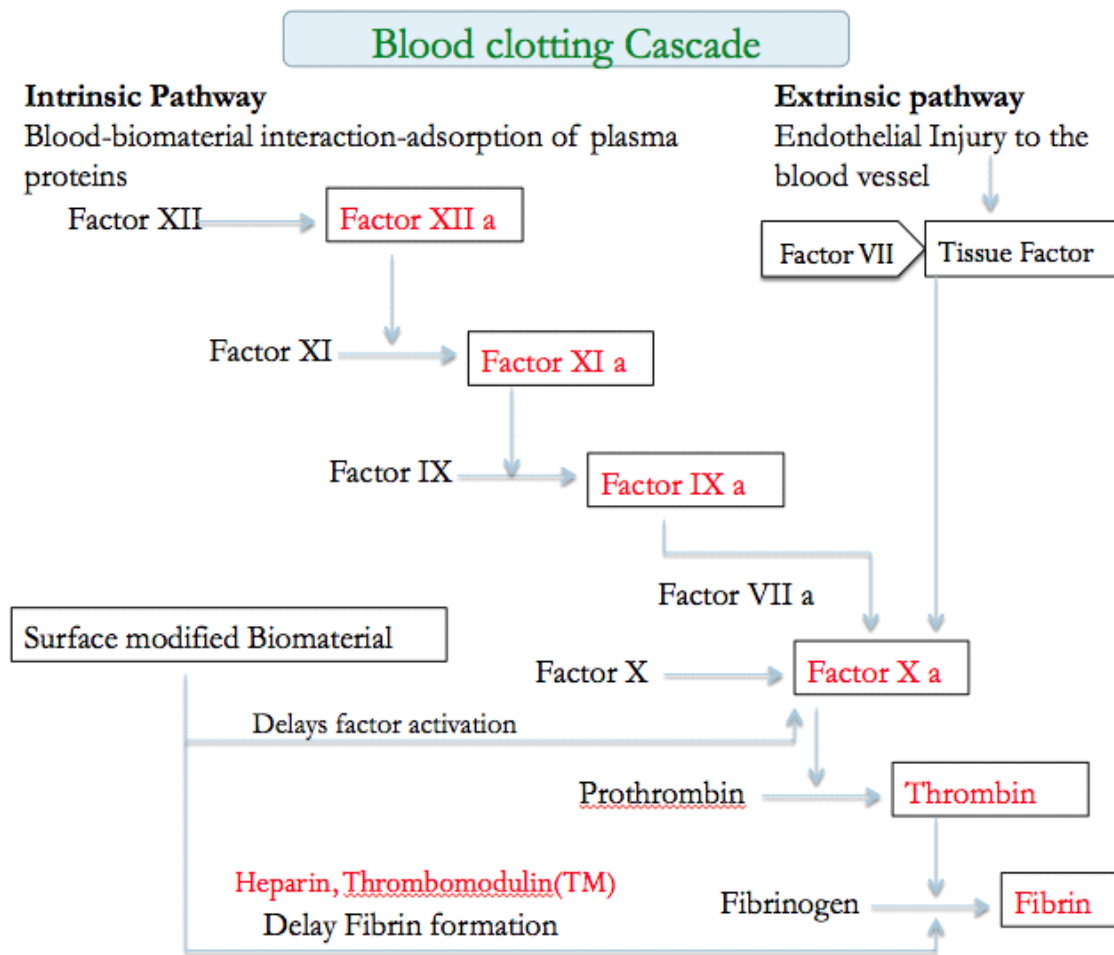 Blood clotting Cascade
Intrinsic Pathway
Blood-biomaterial interaction-adsorption of plasma
proteins
Extrinsic pathway
Endothelial Injury to the
blood vessel
Factor XII
Factor XII a
Factor VII
Tissue Factor
Factor XI
Factor XI a
Factor IX
Factor IX a
Factor VII a
Surface modified Biomaterial
Factor X
Factor X a
Delays factor activation
Prothrombin
Thrombin
Heparin, Thrombomodulin(TM)
Delay Fibrin formation
Fibrinogen
Fibrin